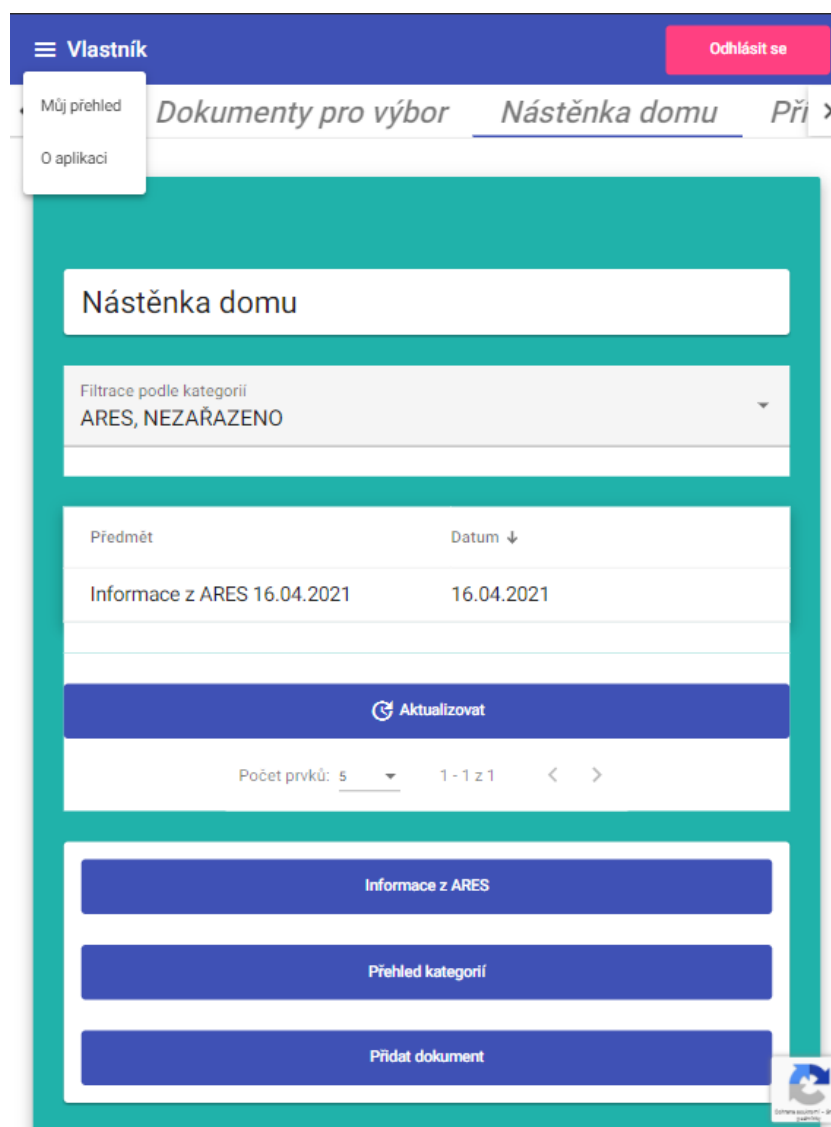 Vlastník
Odhlásit se
Můj přehled
O aplikaci
Dokumenty pro výbor
Nástěnka domu
Při
Nástěnka domu
Filtrace podle kategorií
ARES, NEZAŘAZENO
Předmět Datum
Informace z ARES 16.04.2021 16.04.2021
Aktualizovat
Počet prvků: 5 1 - 1 z 1
Informace z ARES
Přehled kategorií
Přidat dokument